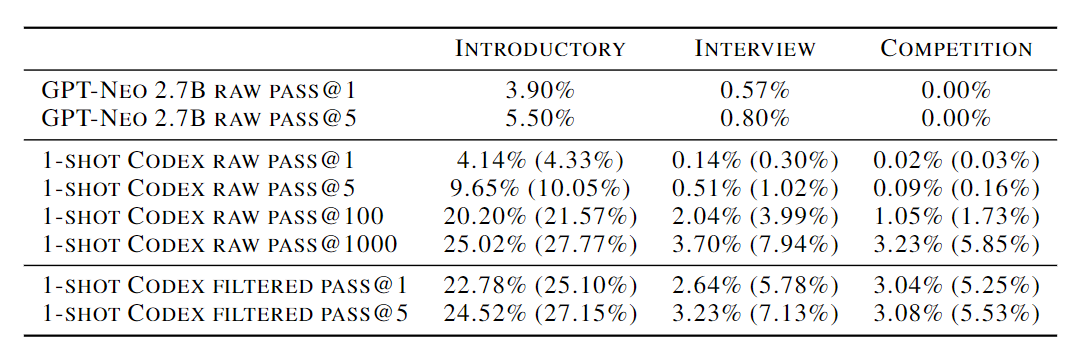 INTRODUCTORY INTERVIEW COMPETITION
GPT-NEO 2.7B RAW PASS@1 3.90% 0.57% 0.00%
GPT-NEO 2.7B RAW PASS@5 5.50% 0.80% 0.00%
1-SHOT CODEX RAW PASS@1 4.14% (4.33%) 0.14% (0.30%) 0.02% (0.03%)
1-SHOT CODEX RAW PASS@5 9.65% (10.05%) 0.51% (1.02%) 0.09% (0.16%)
1-SHOT CODEX RAW PASS@100 20.20% (21.57%) 2.04% (3.99%) 1.05% (1.73%)
1-SHOT CODEX RAW PASS@1000 25.02% (27.77%) 3.70% (7.94%) 3.23% (5.85%)
1-SHOT CODEX FILTERED PASS@1 22.78% (25.10%) 2.64% (5.78%) 3.04% (5.25%)
1-SHOT CODEX FILTERED PASS@5 24.52% (27.15%) 3.23% (7.13%) 3.08% (5.53%)